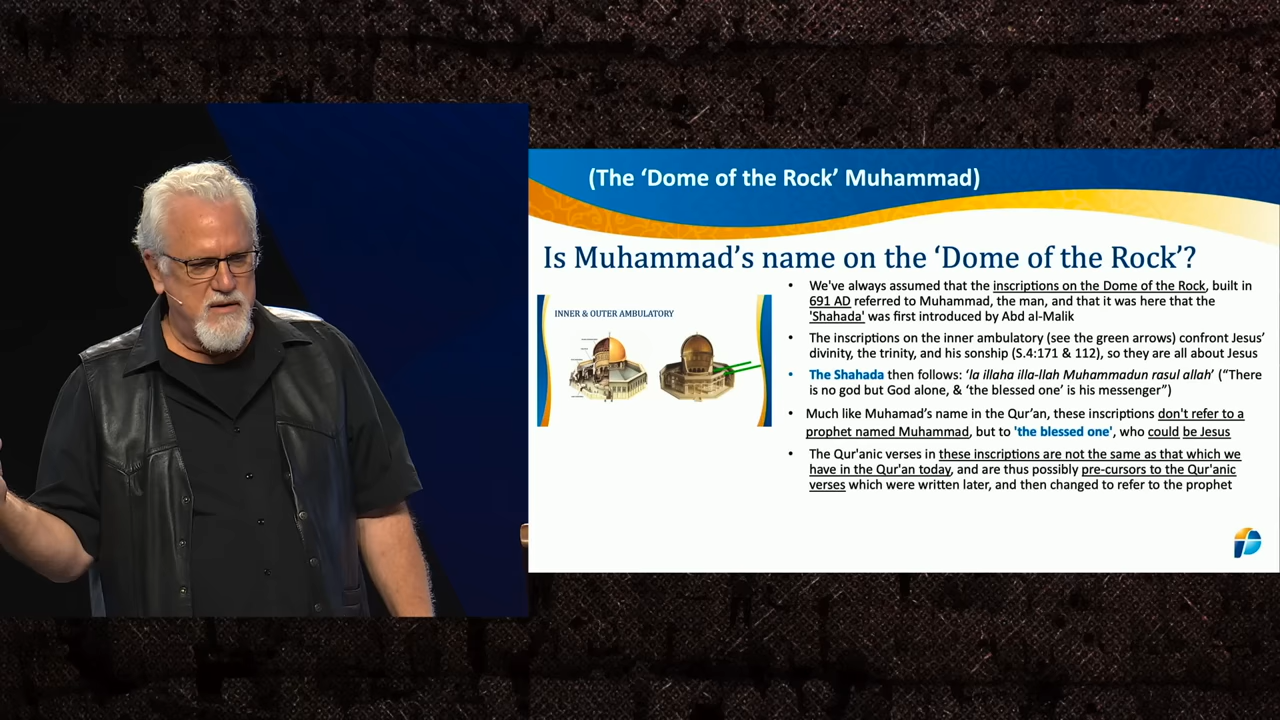 (The ‘Dome of the Rock’ Muhammad)
Is Muhammad’s name on the ‘Dome of the Rock’?
INNER & OUTER AMBULATORY
• We've always assumed that the inscriptions on the Dome of the Rock, built in
691 AD referred to Muhammad, the man, and that it was here that the
'Shahada' was first introduced by Abd al-Malik
• The inscriptions on the inner ambulatory (see the green arrows) confront Jesus’
divinity, the trinity, and his sonship (S.4:171 & 112), so they are all about Jesus
• The Shahada then follows: ‘la illaha illa-llah Muhammadun rasul allah’ (“There
is no god but God alone, & ‘the blessed one’ is his messenger”)
• Much like Muhamad’s name in the Qur’an, these inscriptions don't refer to a
prophet named Muhammad, but to 'the blessed one', who could be Jesus
• The Qur'anic verses in these inscriptions are not the same as that which we
have in the Qur'an today, and are thus possibly pre-cursors to the Qur'anic
verses which were written later, and then changed to refer to the prophet